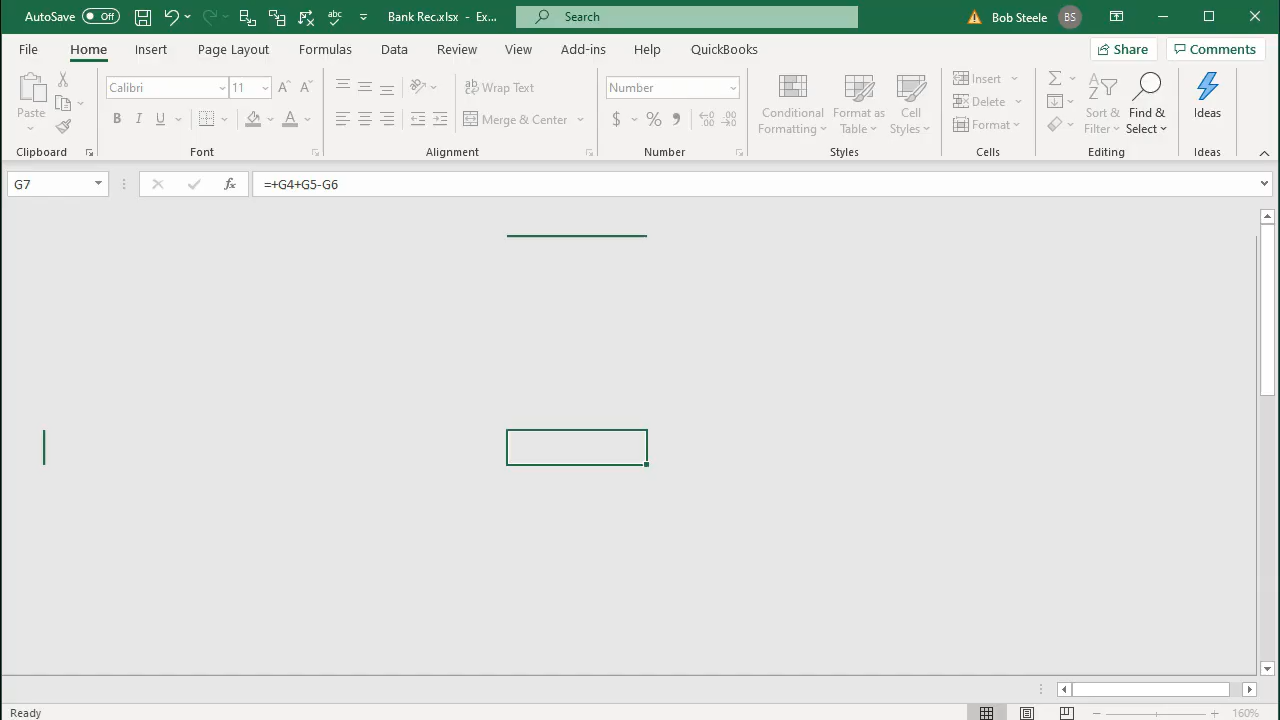 AutoSave Off Bank Rec.xlsx - Ex... Search Bob Steele BS
File Home Insert Page Layout Formulas Data Review View Add-ins Help QuickBooks Share Comments
Calibri 11 Wrap Text Number Insert
Paste Conditional Format as Cell Delete Sort & Find & Ideas
B I U Merge & Center $ % Formatting Table Styles Format Filter Select
Clipboard Font Alignment Number Styles Cells Editing Ideas
G7 fx =+G4+G5-G6
Ready 160%